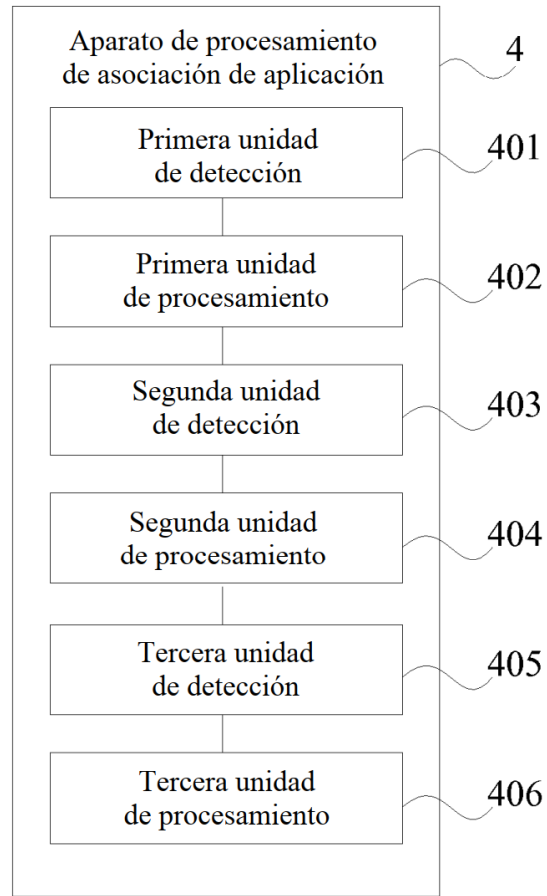 Aparato de procesamiento
de asociación de aplicación
4
Primera unidad
de detección
401
Primera unidad
de procesamiento
402
Segunda unidad
de detección
403
Segunda unidad
de procesamiento
404
Tercera unidad
de detección
405
Tercera unidad
de procesamiento
406